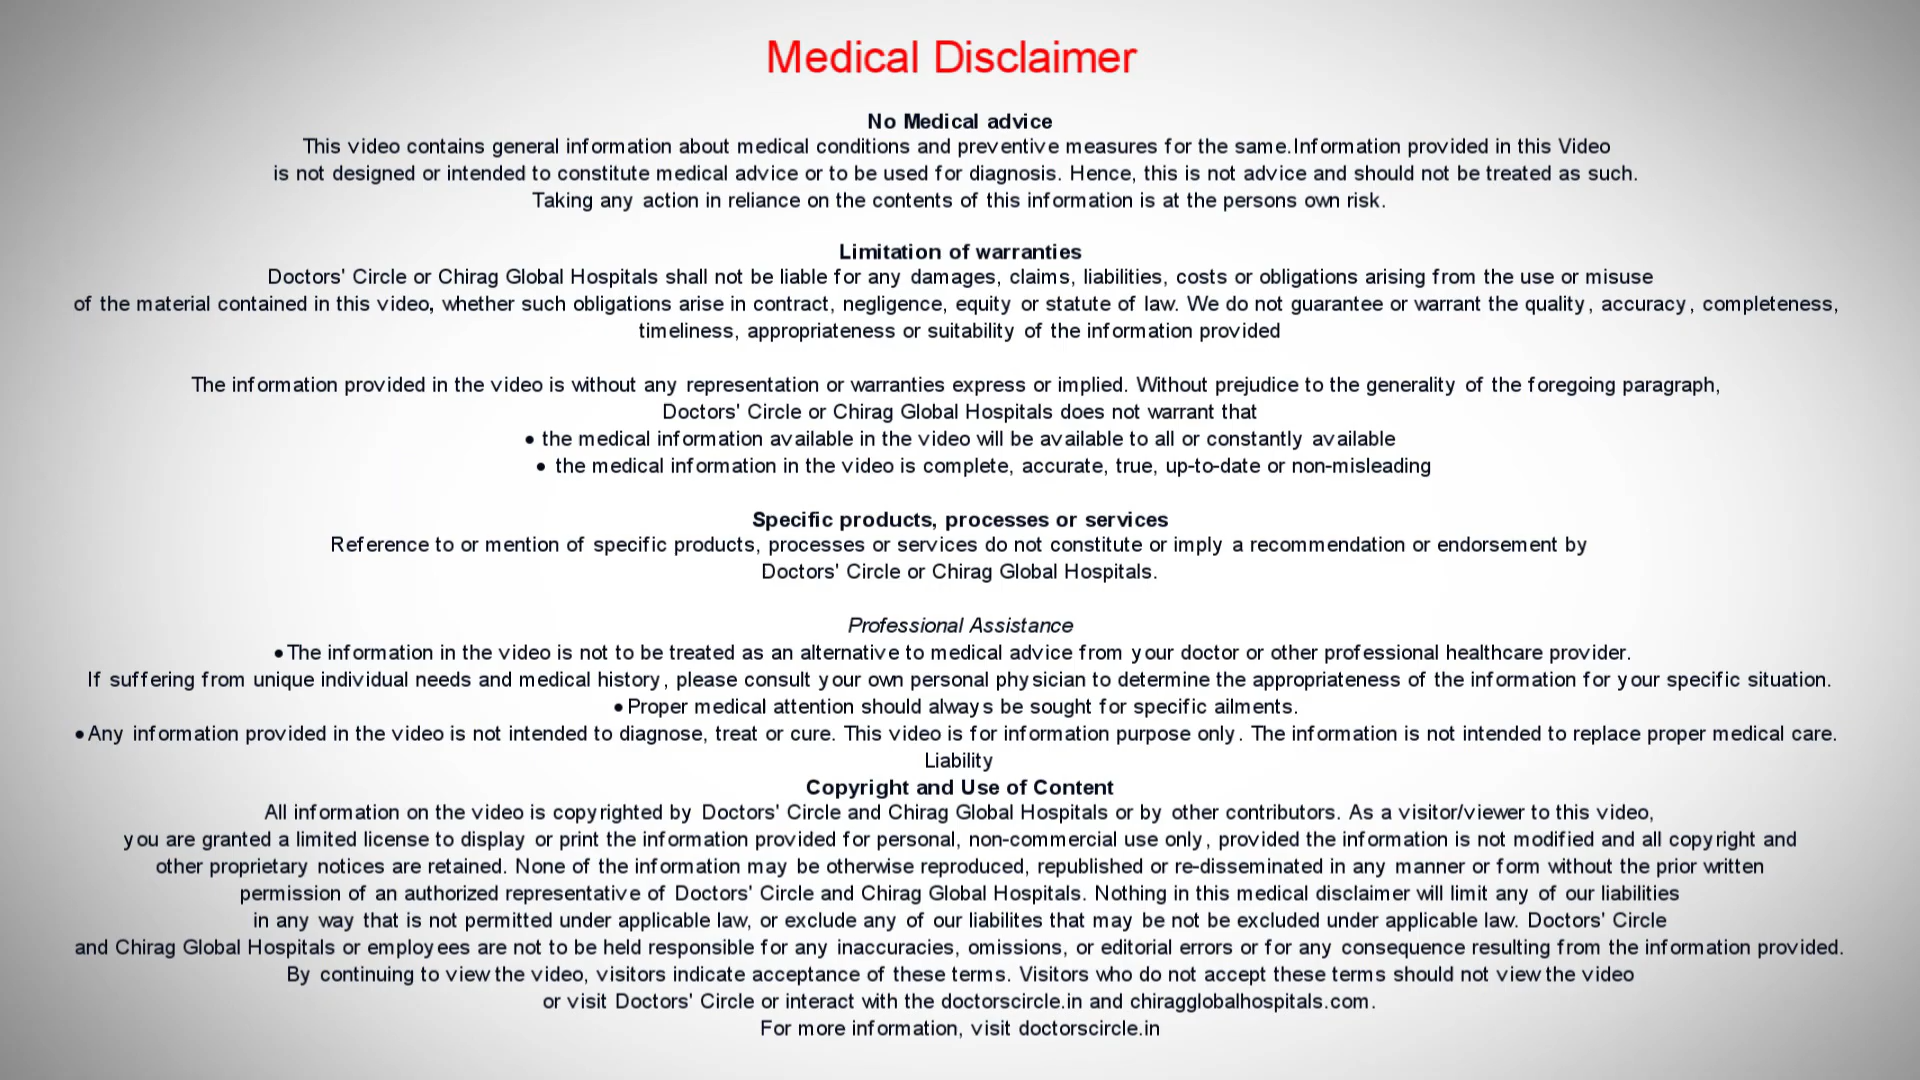 Medical Disclaimer
No Medical advice
This video contains general information about medical conditions and preventive measures for the same.Information provided in this Video
is not designed or intended to constitute medical advice or to be used for diagnosis. Hence, this is not advice and should not be treated as such.
Taking any action in reliance on the contents of this information is at the persons own risk.
Limitation of warranties
Doctors' Circle or Chirag Global Hospitals shall not be liable for any damages, claims, liabilities, costs or obligations arising from the use or misuse
of the material contained in this video, whether such obligations arise in contract, negligence, equity or statute of law. We do not guarantee or warrant the quality, accuracy, completeness,
timeliness, appropriateness or suitability of the information provided
The information provided in the video is without any representation or warranties express or implied. Without prejudice to the generality of the foregoing paragraph,
Doctors' Circle or Chirag Global Hospitals does not warrant that
• the medical information available in the video will be available to all or constantly available
• the medical information in the video is complete, accurate, true, up-to-date or non-misleading
Specific products, processes or services
Reference to or mention of specific products, processes or services do not constitute or imply a recommendation or endorsement by
Doctors' Circle or Chirag Global Hospitals.
Professional Assistance
•The information in the video is not to be treated as an alternative to medical advice from your doctor or other professional healthcare provider.
If suffering from unique individual needs and medical history, please consult your own personal physician to determine the appropriateness of the information for your specific situation.
•Proper medical attention should always be sought for specific ailments.
•Any information provided in the video is not intended to diagnose, treat or cure. This video is for information purpose only. The information is not intended to replace proper medical care.
Liability
Copyright and Use of Content
All information on the video is copyrighted by Doctors' Circle and Chirag Global Hospitals or by other contributors. As a visitor/viewer to this video,
you are granted a limited license to display or print the information provided for personal, non-commercial use only, provided the information is not modified and all copyright and
other proprietary notices are retained. None of the information may be otherwise reproduced, republished or re-disseminated in any manner or form without the prior written
permission of an authorized representative of Doctors' Circle and Chirag Global Hospitals. Nothing in this medical disclaimer will limit any of our liabilities
in any way that is not permitted under applicable law, or exclude any of our liabilites that may be not be excluded under applicable law. Doctors' Circle
and Chirag Global Hospitals or employees are not to be held responsible for any inaccuracies, omissions, or editorial errors or for any consequence resulting from the information provided.
By continuing to view the video, visitors indicate acceptance of these terms. Visitors who do not accept these terms should not view the video
or visit Doctors' Circle or interact with the doctorscircle.in and chiragglobalhospitals.com.
For more information, visit doctorscircle.in